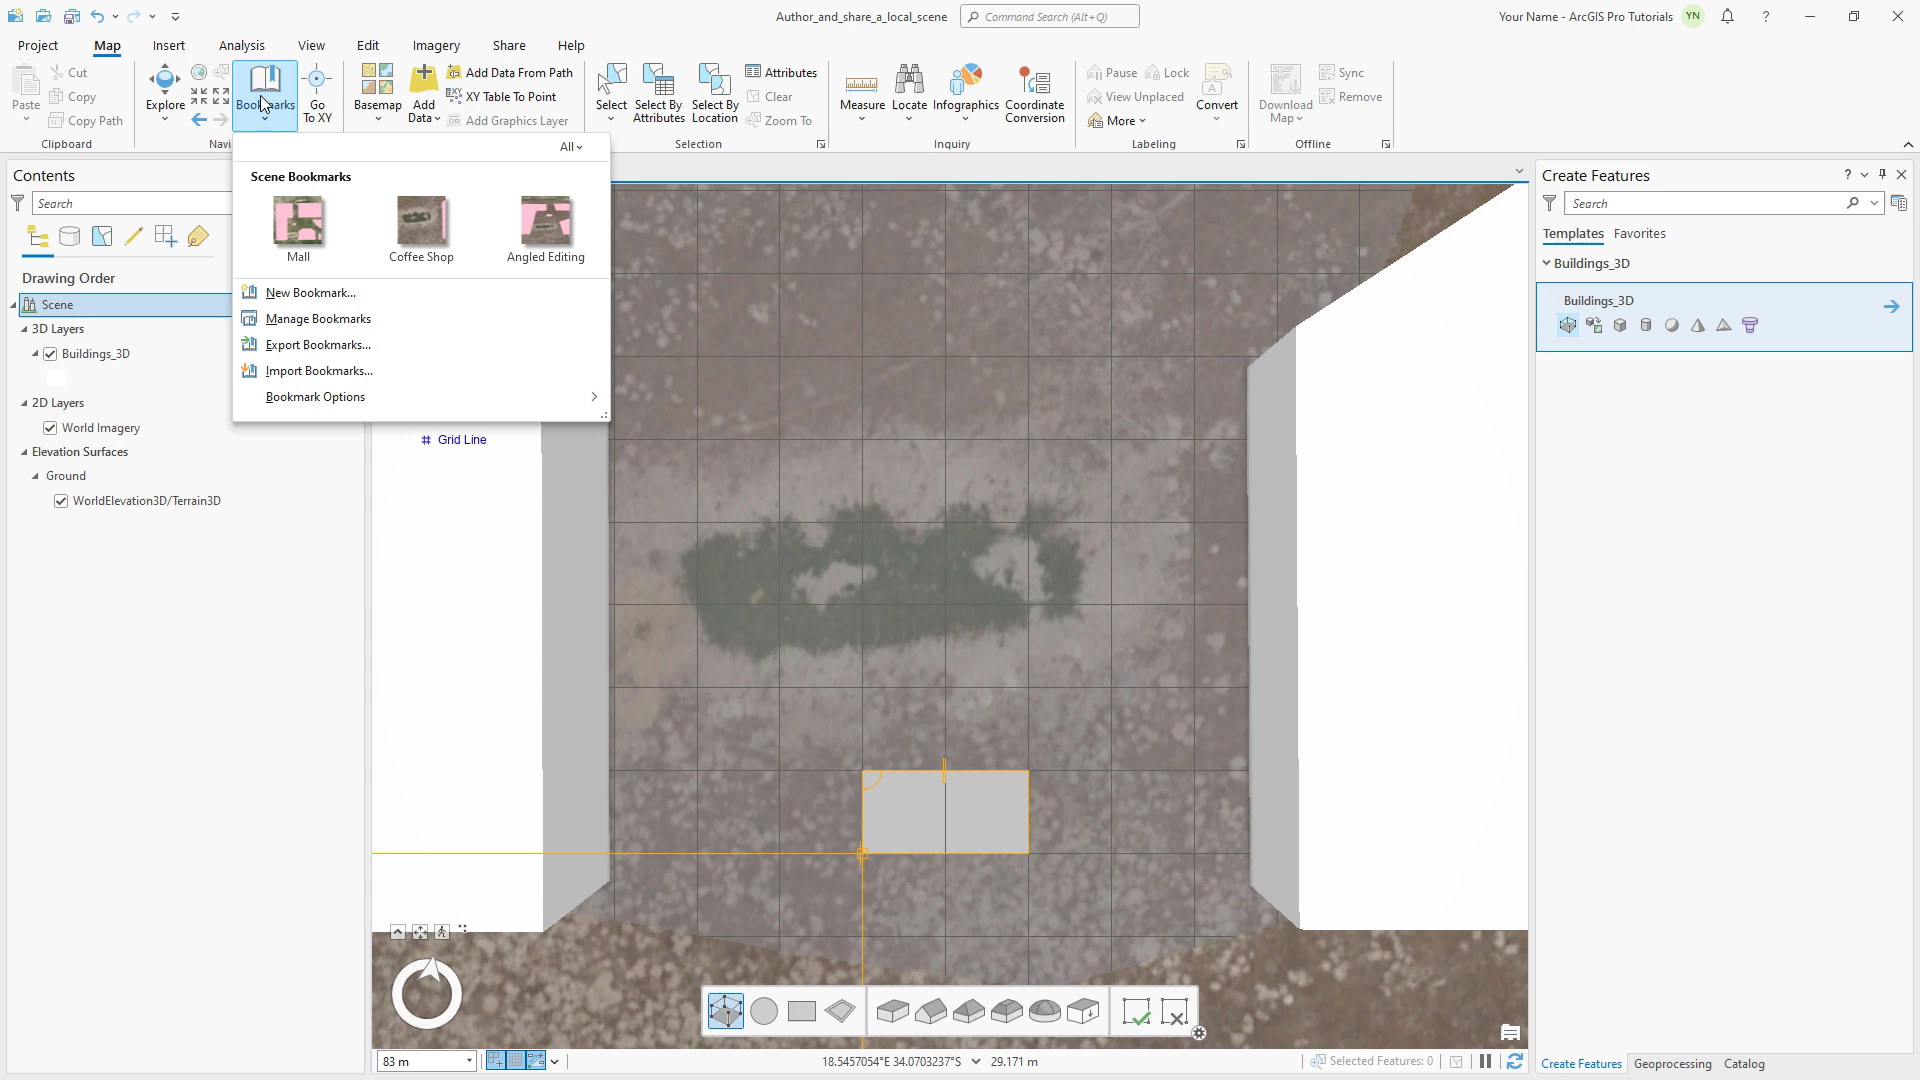 Author_and_share_a_local_scene
Command Search (Alt+Q)
Your Name - ArcGIS Pro Tutorials
YN
?
Project
Map
Insert
Analysis
View
Edit
Imagery
Share
Help
Paste
Cut
Copy
Copy Path
Clipboard
Explore
Bookmarks
Go
To XY
Navi
Basemap
Add
Data
Add Data From Path
XY Table To Point
Add Graphics Layer
Select
Select By
Attributes
Select By
Location
Attributes
Clear
Zoom To
Selection
Measure
Locate
Infographics
Coordinate
Conversion
Inquiry
Pause
Lock
View Unplaced
More
Convert
Labeling
Download
Map
Sync
Remove
Offline
All
Scene Bookmarks
Mall
Coffee Shop
Angled Editing
New Bookmark...
Manage Bookmarks
Export Bookmarks...
Import Bookmarks...
Bookmark Options
Contents
Search
Drawing Order
Scene
3D Layers
Buildings_3D
2D Layers
World Imagery
Elevation Surfaces
Ground
WorldElevation3D/Terrain3D
# Grid Line
83 m
18.5457054°E 34.0703237°S
29.171 m
Selected Features: 0
Create Features
?
Search
Templates
Favorites
Buildings_3D
Buildings_3D
Create Features
Geoprocessing
Catalog